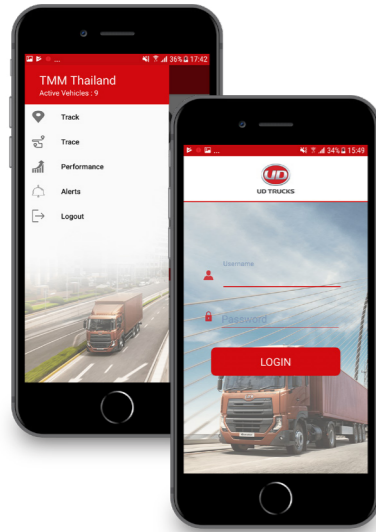 ... 36% 17:42
TMM Thailand
Active Vehicles : 9
Track
Trace
Performance
Alerts
Logout
... 34% 15:49
UD
UD TRUCKS
Username
Password
LOGIN